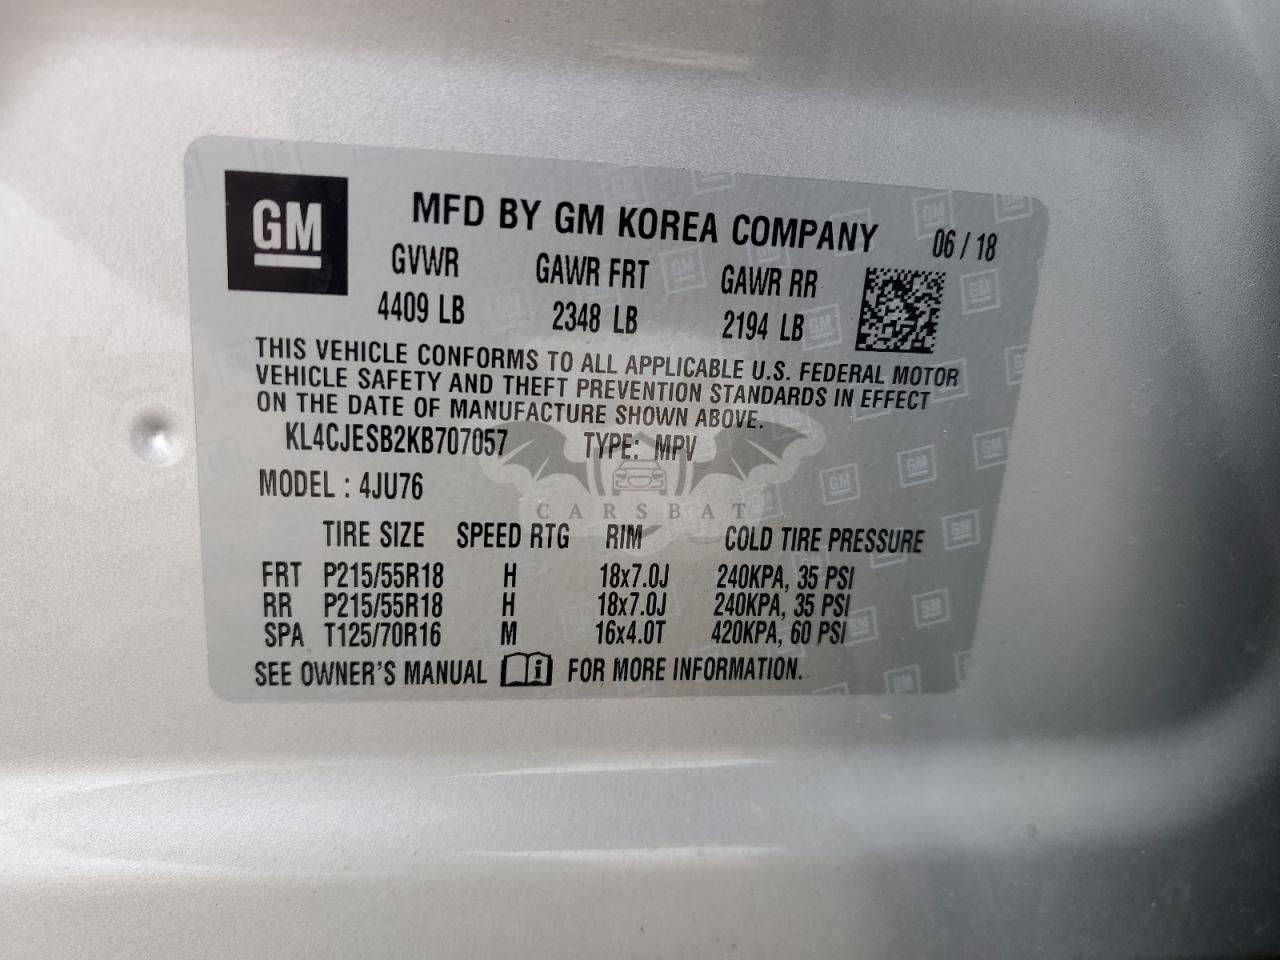 GM
MFD BY GM KOREA COMPANY 06 / 18
GVWR GAWR FRT GAWR RR
4409 LB 2348 LB 2194 LB
THIS VEHICLE CONFORMS TO ALL APPLICABLE U.S. FEDERAL MOTOR
VEHICLE SAFETY AND THEFT PREVENTION STANDARDS IN EFFECT
ON THE DATE OF MANUFACTURE SHOWN ABOVE.
KL4CJESB2KB707057 TYPE: MPV
MODEL : 4JU76
CARSBAT
TIRE SIZE SPEED RTG RIM COLD TIRE PRESSURE
FRT P215/55R18 H 18x7.0J 240KPA, 35 PSI
RR P215/55R18 H 18x7.0J 240KPA, 35 PSI
SPA T125/70R16 M 16x4.0T 420KPA, 60 PSI
SEE OWNER'S MANUAL i FOR MORE INFORMATION.